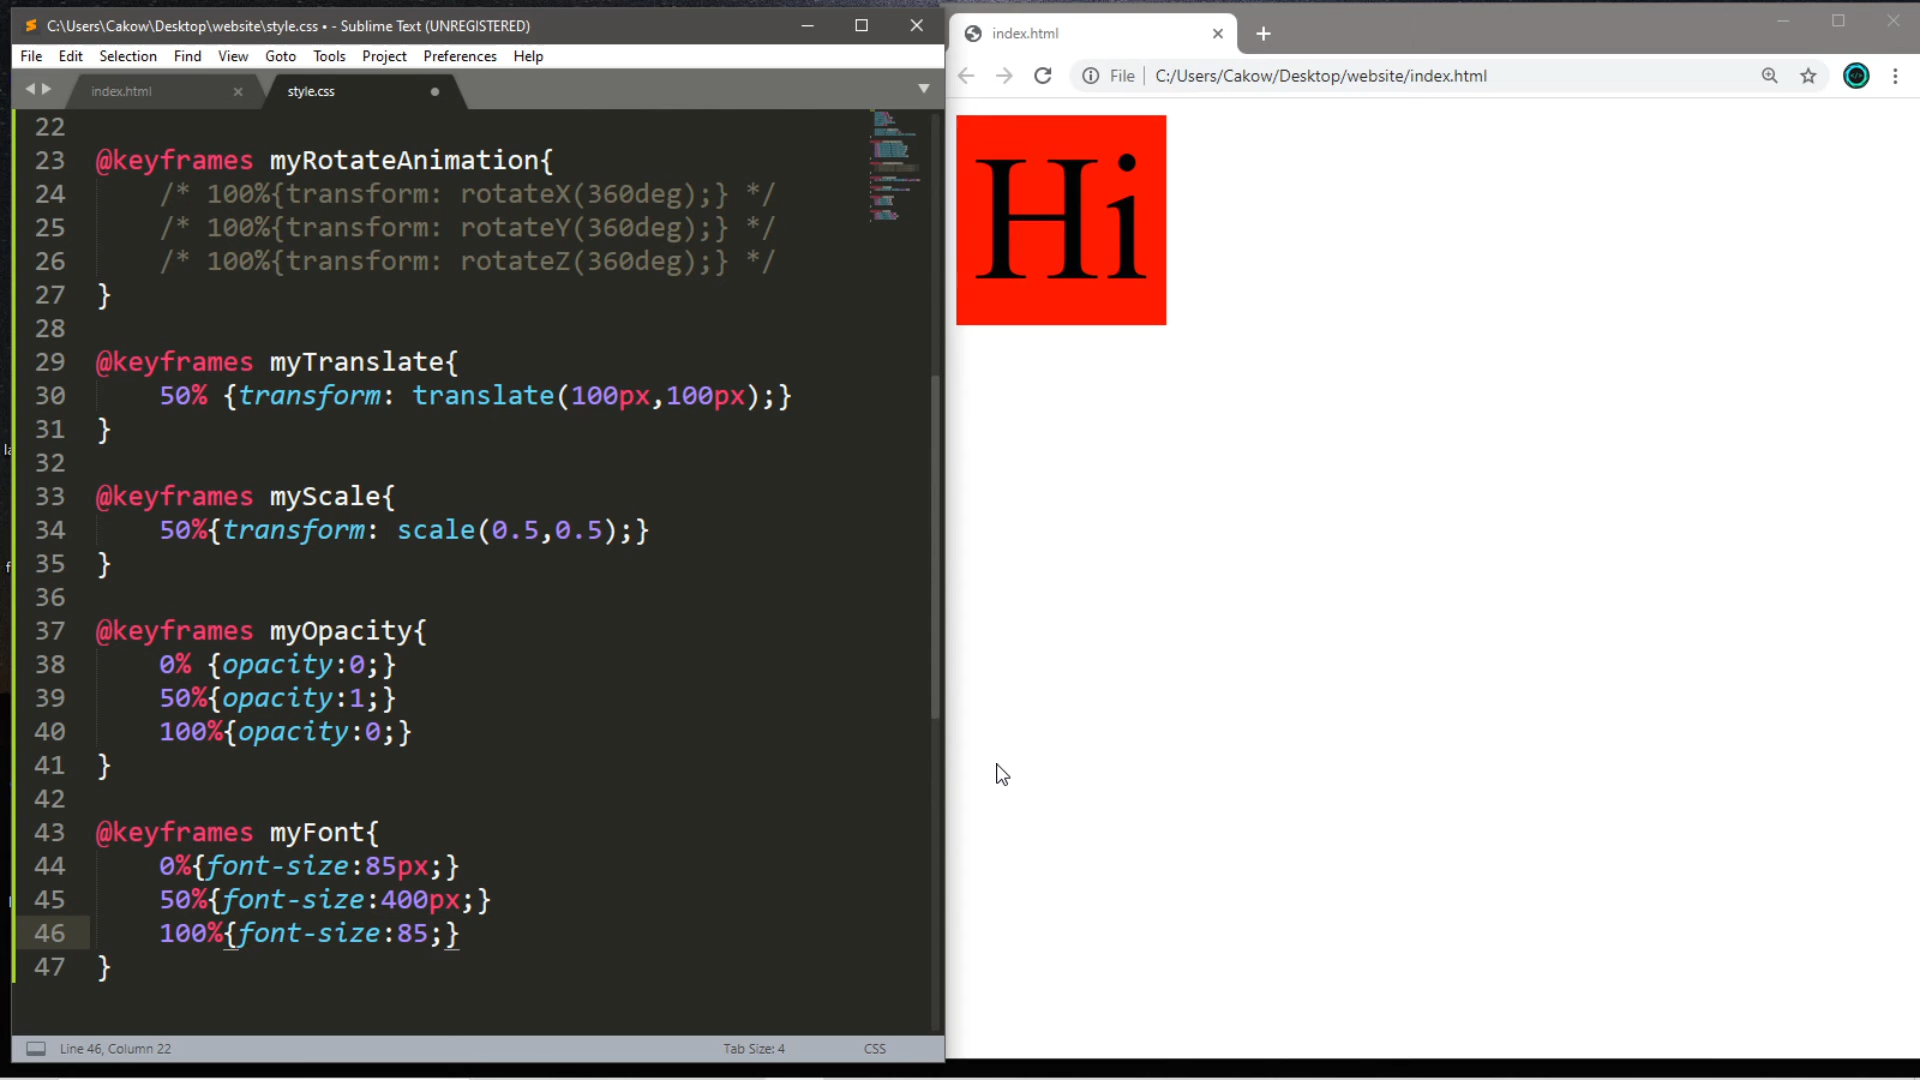 C:\Users\Cakow\Desktop\website\style.css • - Sublime Text (UNREGISTERED)
File Edit Selection Find View Goto Tools Project Preferences Help
index.html
style.css
22
23 @keyframes myRotateAnimation{
24 /* 100%{transform: rotateX(360deg);} */
25 /* 100%{transform: rotateY(360deg);} */
26 /* 100%{transform: rotateZ(360deg);} */
27 }
28
29 @keyframes myTranslate{
30 50% {transform: translate(100px,100px);}
31 }
32
33 @keyframes myScale{
34 50%{transform: scale(0.5,0.5);}
35 }
36
37 @keyframes myOpacity{
38 0% {opacity:0;}
39 50%{opacity:1;}
40 100%{opacity:0;}
41 }
42
43 @keyframes myFont{
44 0%{font-size:85px;}
45 50%{font-size:400px;}
46 100%{font-size:85;}
47 }
Line 46, Column 22
Tab Size: 4
CSS
index.html
File
C:/Users/Cakow/Desktop/website/index.html
Hi